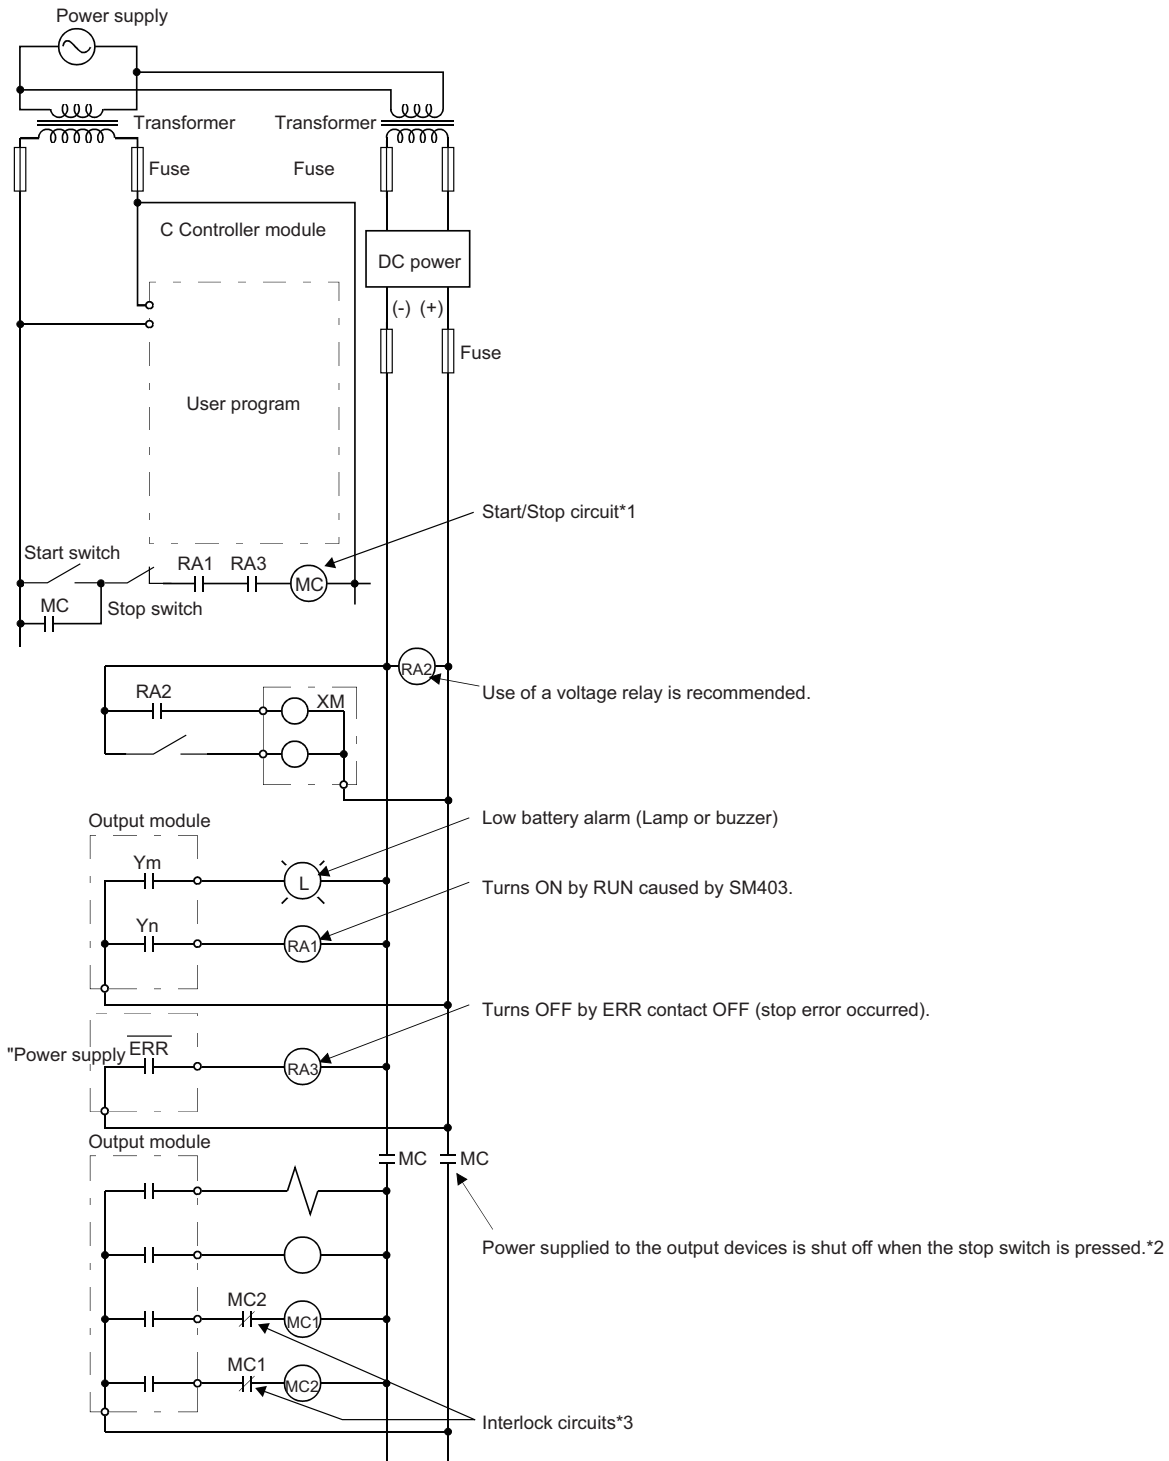 Power supply
Transformer
Transformer
Fuse
Fuse
C Controller module
DC power
(-) (+)
Fuse
User program
Start/Stop circuit*1
Start switch
RA1 RA3
MC
MC
Stop switch
RA2
Use of a voltage relay is recommended.
RA2
XM
Low battery alarm (Lamp or buzzer)
Output module
Ym
L
Turns ON by RUN caused by SM403.
Yn
RA1
Turns OFF by ERR contact OFF (stop error occurred).
"Power supply
ERR
RA3
Output module
MC
MC
Power supplied to the output devices is shut off when the stop switch is pressed.*2
MC2
MC1
MC1
MC2
Interlock circuits*3